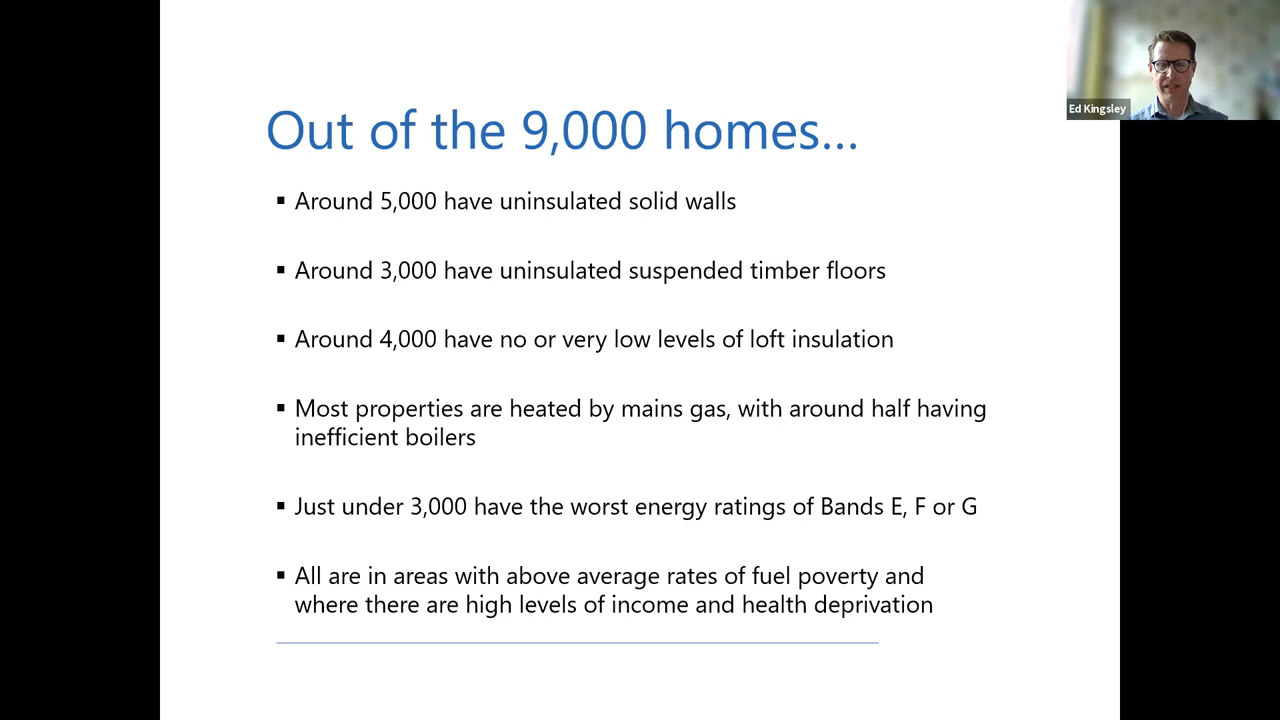 Out of the 9,000 homes...
▪ Around 5,000 have uninsulated solid walls
▪ Around 3,000 have uninsulated suspended timber floors
▪ Around 4,000 have no or very low levels of loft insulation
▪ Most properties are heated by mains gas, with around half having
inefficient boilers
▪ Just under 3,000 have the worst energy ratings of Bands E, F or G
▪ All are in areas with above average rates of fuel poverty and
where there are high levels of income and health deprivation
Ed Kingsley